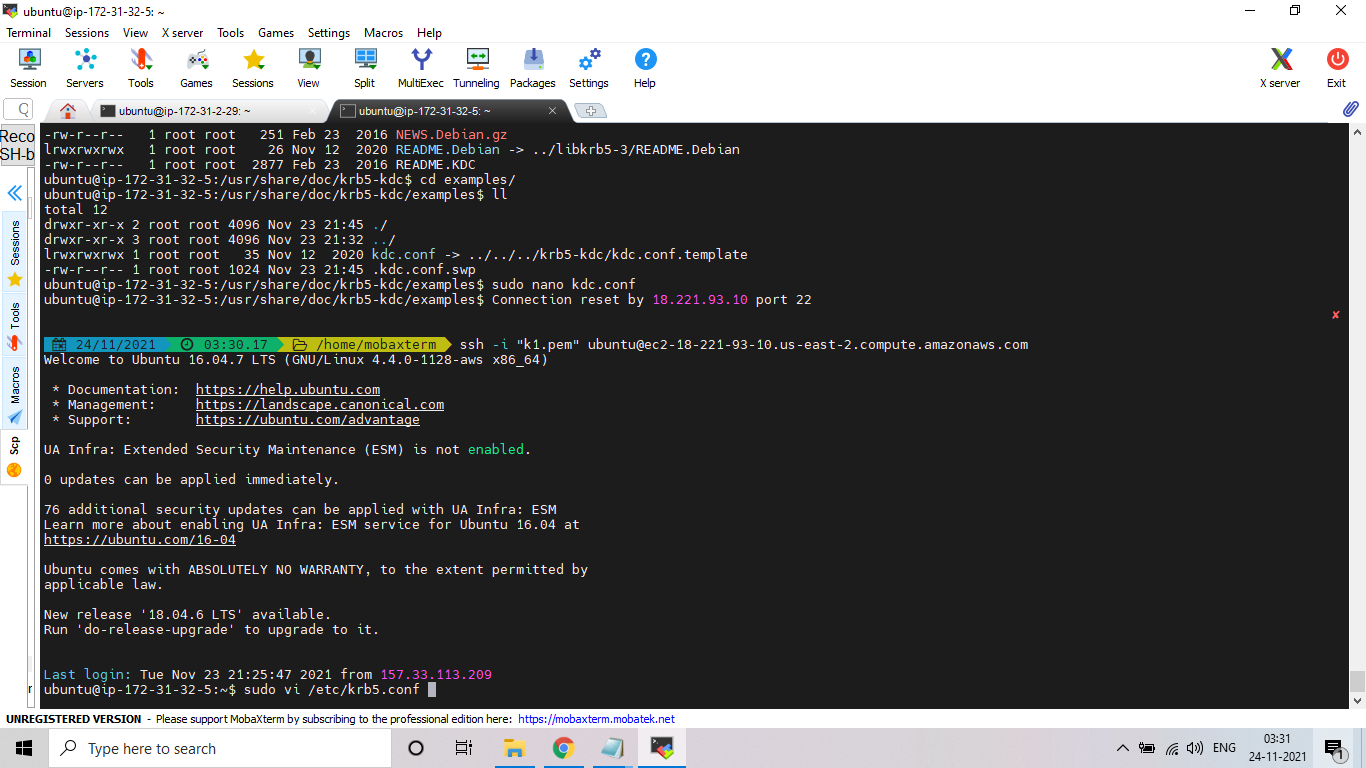 ubuntu@ip-172-31-32-5: ~
Terminal Sessions View X server Tools Games Settings Macros Help
Session Servers Tools Games Sessions View Split MultiExec Tunneling Packages Settings Help X server Exit
ubuntu@ip-172-31-2-29: ~ ubuntu@ip-172-31-32-5: ~
Reco
SH-b
Sessions
Tools
Macros
Scp
-rw-r--r--   1 root root   251 Feb 23  2016 NEWS.Debian.gz
lrwxrwxrwx   1 root root    26 Nov 12  2020 README.Debian -> ../libkrb5-3/README.Debian
-rw-r--r--   1 root root  2877 Feb 23  2016 README.KDC
ubuntu@ip-172-31-32-5:/usr/share/doc/krb5-kdc$ cd examples/
ubuntu@ip-172-31-32-5:/usr/share/doc/krb5-kdc/examples$ ll
total 12
drwxr-xr-x 2 root root 4096 Nov 23 21:45 ./
drwxr-xr-x 3 root root 4096 Nov 23 21:32 ../
lrwxrwxrwx 1 root root   35 Nov 12  2020 kdc.conf -> ../../../krb5-kdc/kdc.conf.template
-rw-r--r-- 1 root root 1024 Nov 23 21:45 .kdc.conf.swp
ubuntu@ip-172-31-32-5:/usr/share/doc/krb5-kdc/examples$ sudo nano kdc.conf
ubuntu@ip-172-31-32-5:/usr/share/doc/krb5-kdc/examples$ Connection reset by 18.221.93.10 port 22
24/11/2021 03:30.17 /home/mobaxterm ssh -i "k1.pem" ubuntu@ec2-18-221-93-10.us-east-2.compute.amazonaws.com
Welcome to Ubuntu 16.04.7 LTS (GNU/Linux 4.4.0-1128-aws x86_64)
* Documentation:  https://help.ubuntu.com
* Management:     https://landscape.canonical.com
* Support:        https://ubuntu.com/advantage
UA Infra: Extended Security Maintenance (ESM) is not enabled.
0 updates can be applied immediately.
76 additional security updates can be applied with UA Infra: ESM
Learn more about enabling UA Infra: ESM service for Ubuntu 16.04 at
https://ubuntu.com/16-04
Ubuntu comes with ABSOLUTELY NO WARRANTY, to the extent permitted by
applicable law.
New release '18.04.6 LTS' available.
Run 'do-release-upgrade' to upgrade to it.
Last login: Tue Nov 23 21:25:47 2021 from 157.33.113.209
ubuntu@ip-172-31-32-5:~$ sudo vi /etc/krb5.conf
UNREGISTERED VERSION - Please support MobaXterm by subscribing to the professional edition here: https://mobaxterm.mobatek.net
Type here to search
ENG
03:31
24-11-2021
1